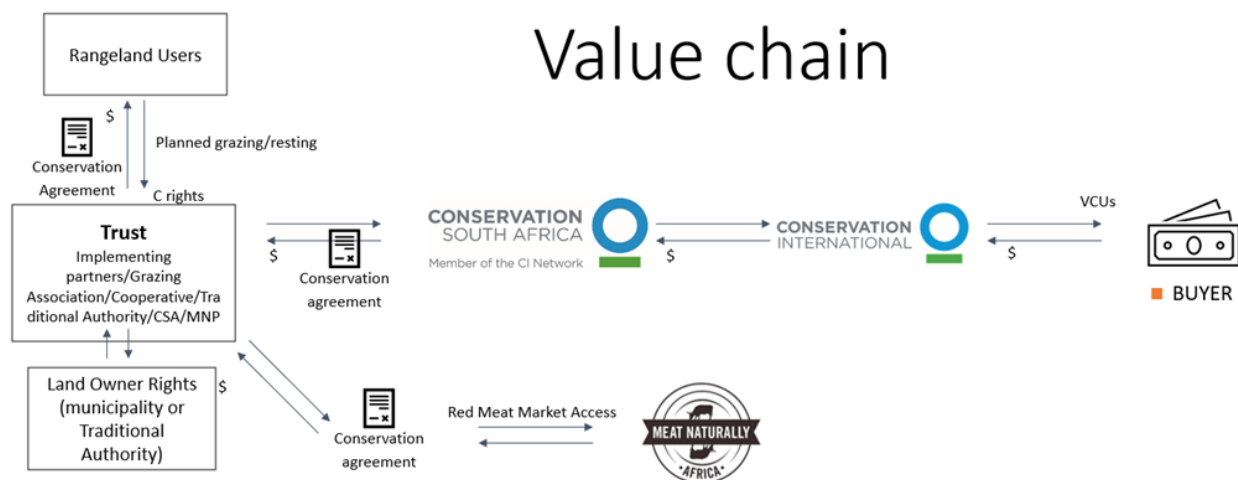 Value chain
Rangeland Users
$
Planned grazing/resting
Conservation
Agreement
C rights
Trust
Implementing
partners/Grazing
Association/Cooperative/Tra
ditional Authority/CSA/MNP
$
Conservation
agreement
CONSERVATION
SOUTH AFRICA
Member of the CI Network
$
CONSERVATION
INTERNATIONAL
$
VCUs
BUYER
Land Owner Rights
(municipality or
Traditional
Authority)
$
Conservation
agreement
Red Meat Market Access
MEAT NATURALLY
•AFRICA•